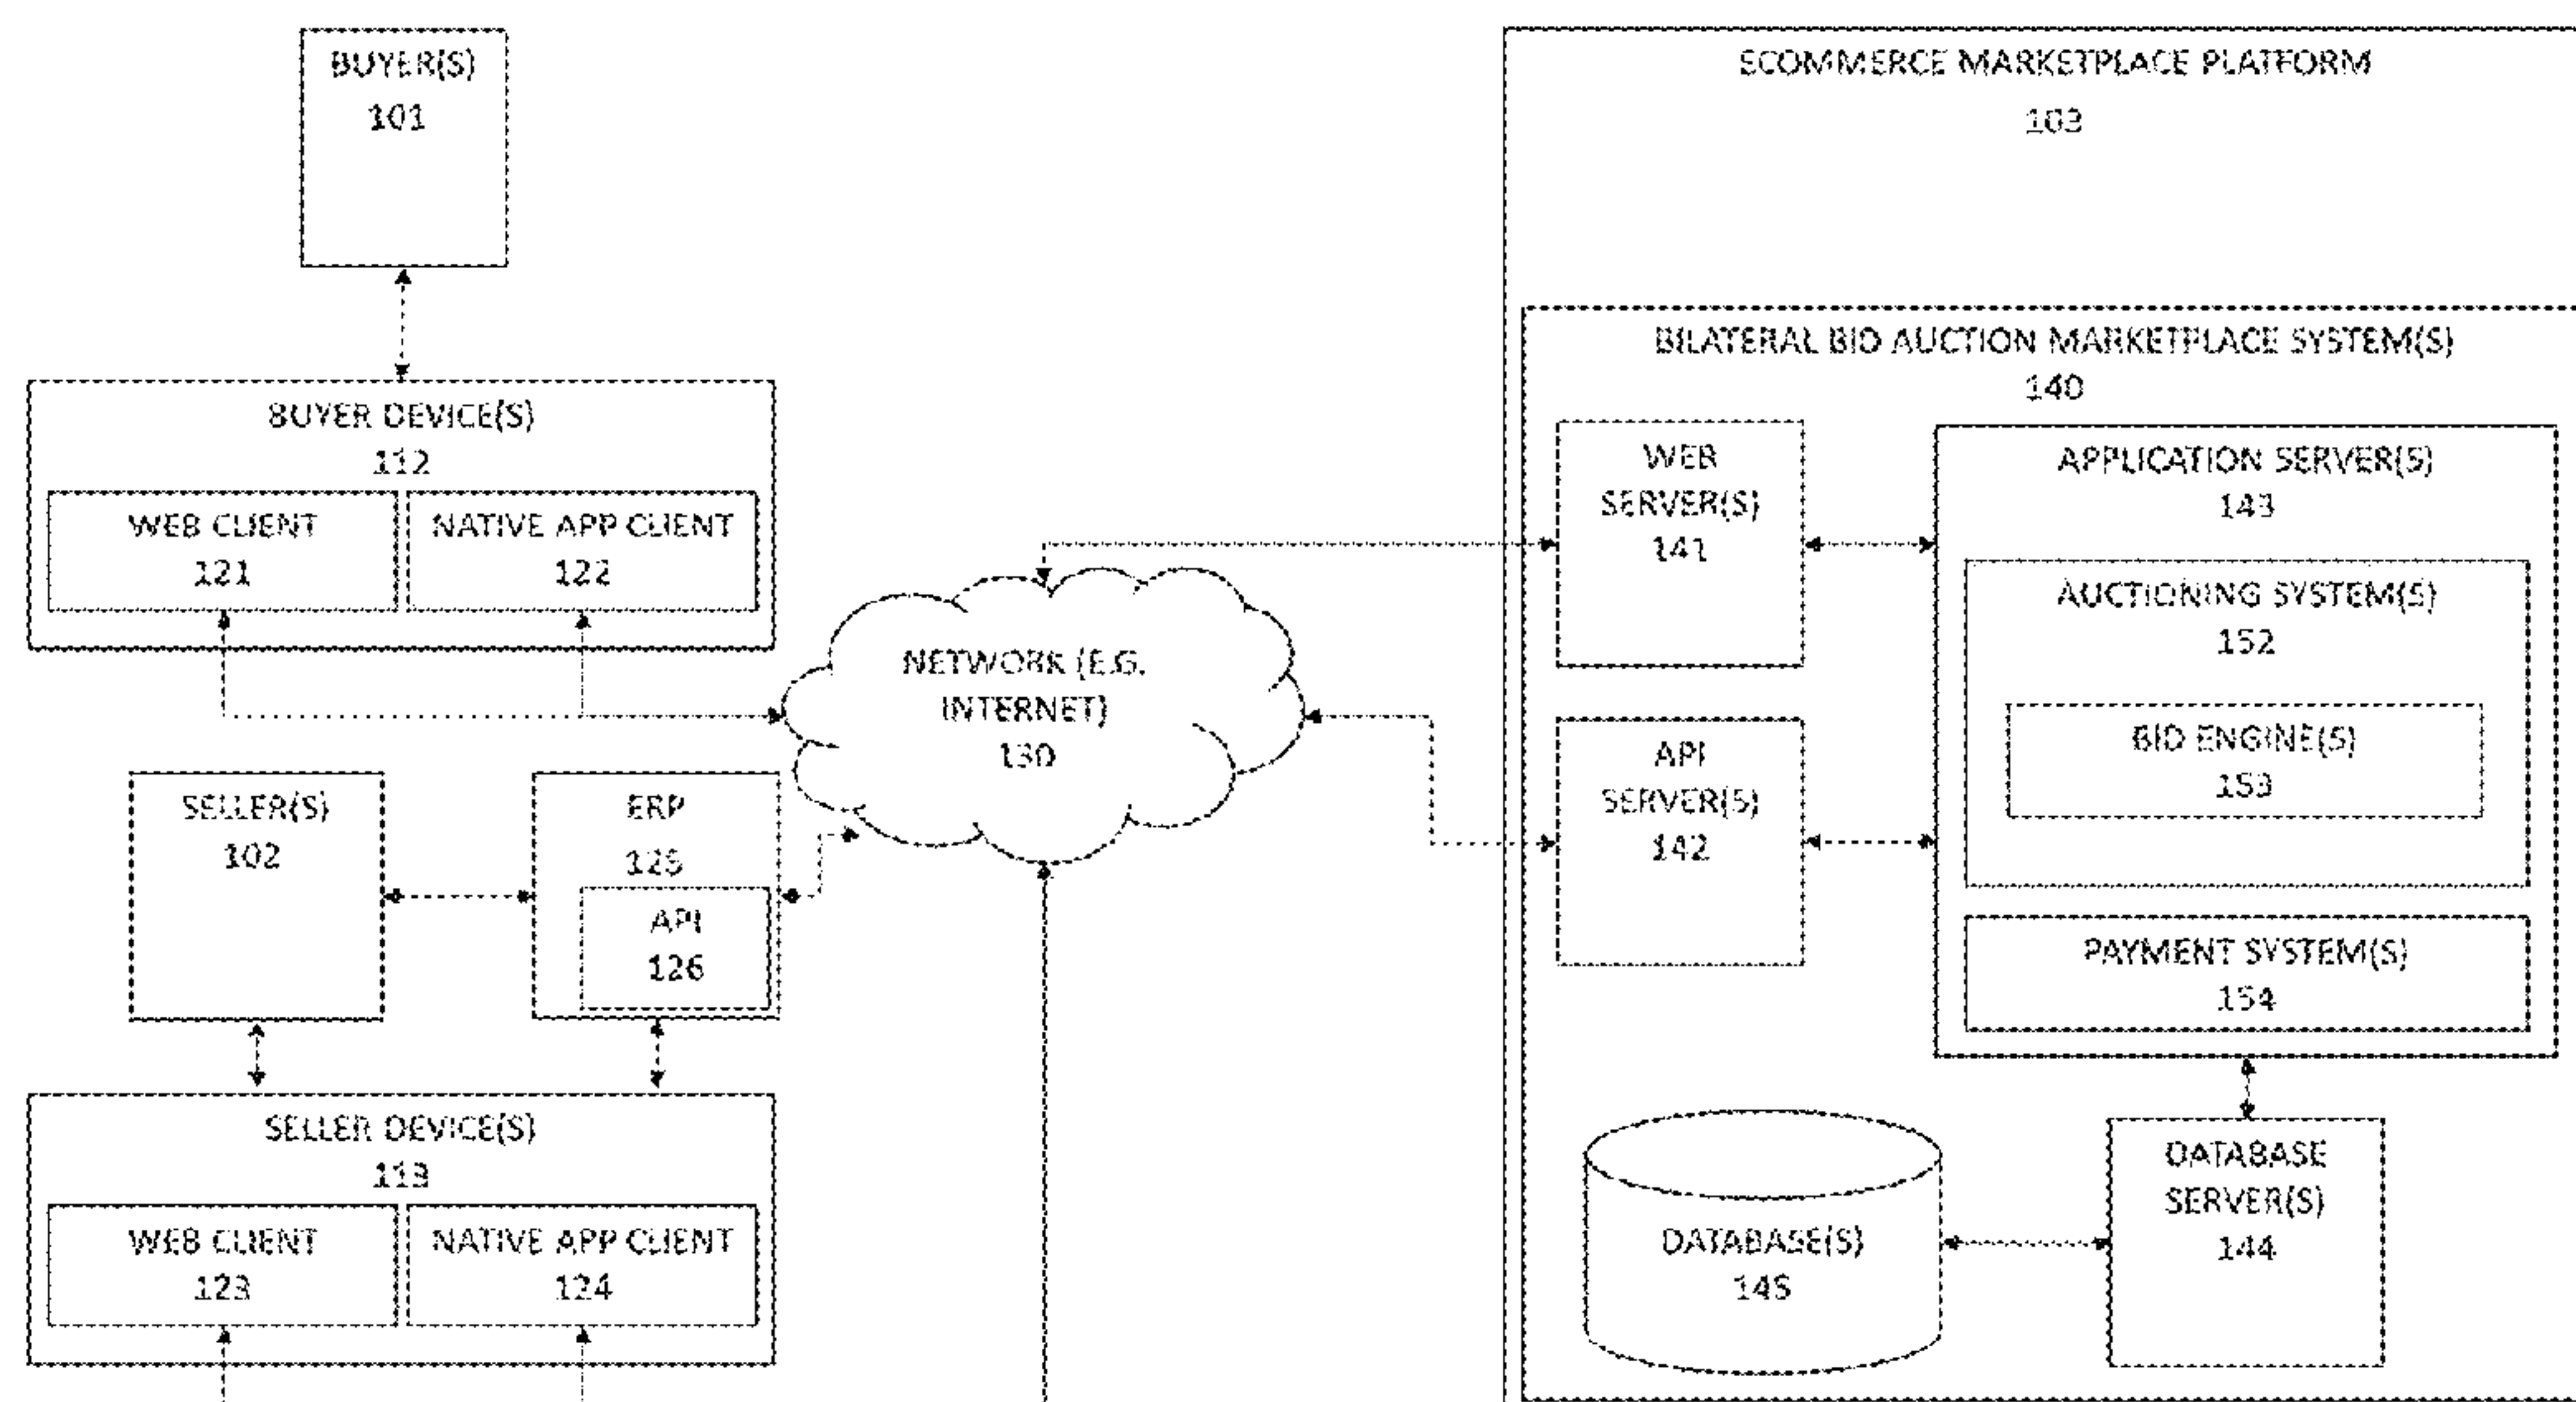 BUYER(S)
101
BUYER DEVICE(S)
112
WEB CLIENT
121
NATIVE APP CLIENT
122
SELLER(S)
102
ERP
125
API
126
SELLER DEVICE(S)
113
WEB CLIENT
123
NATIVE APP CLIENT
124
NETWORK (E.G.
INTERNET)
130
ECOMMERCE MARKETPLACE PLATFORM
103
BILATERAL BID AUCTION MARKETPLACE SYSTEM(S)
140
WEB
SERVER(S)
141
API
SERVER(S)
142
APPLICATION SERVER(S)
143
AUCTIONING SYSTEM(S)
152
BID ENGINE(S)
153
PAYMENT SYSTEM(S)
154
DATABASE(S)
145
DATABASE
SERVER(S)
144